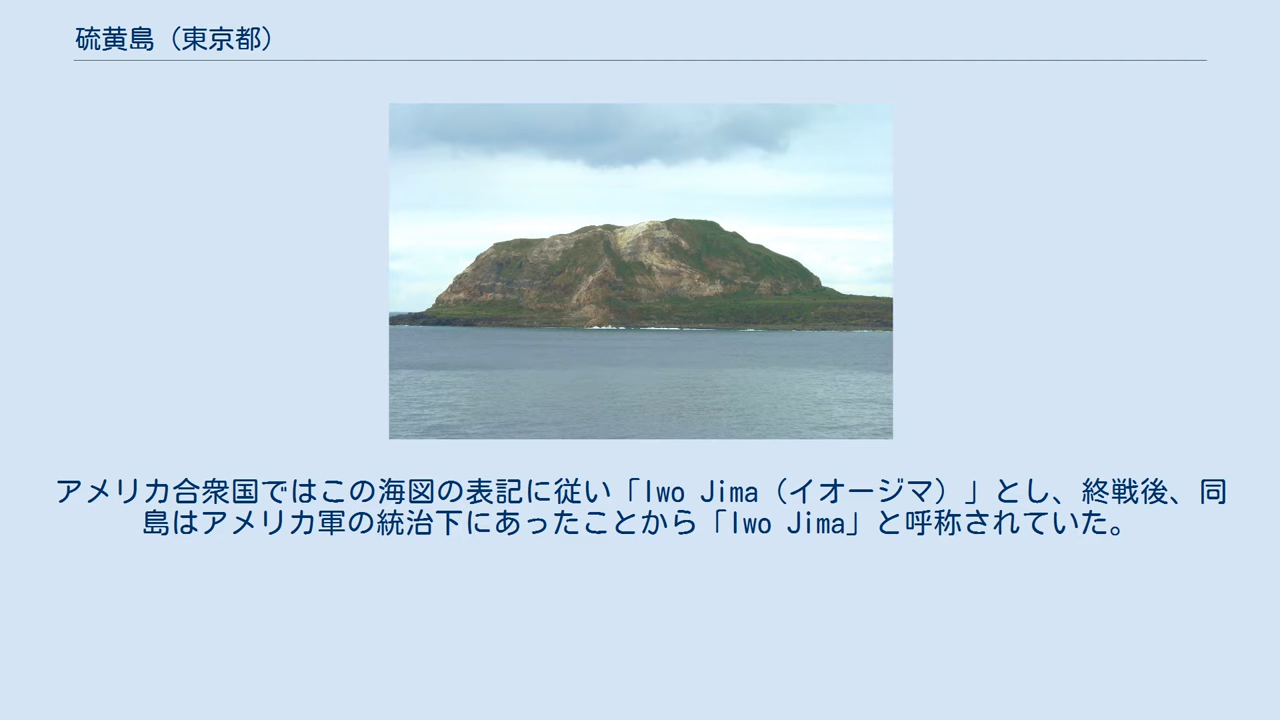 硫黄島（東京都）
アメリカ合衆国ではこの海図の表記に従い「Iwo Jima（イオージマ）」とし、終戦後、同
島はアメリカ軍の統治下にあったことから「Iwo Jima」と呼称されていた。